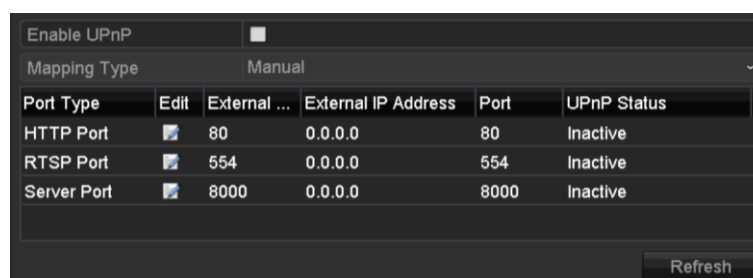 Enable UPnP
Mapping Type Manual
Port Type Edit External ... External IP Address Port UPnP Status
HTTP Port 80 0.0.0.0 80 Inactive
RTSP Port 554 0.0.0.0 554 Inactive
Server Port 8000 0.0.0.0 8000 Inactive
Refresh